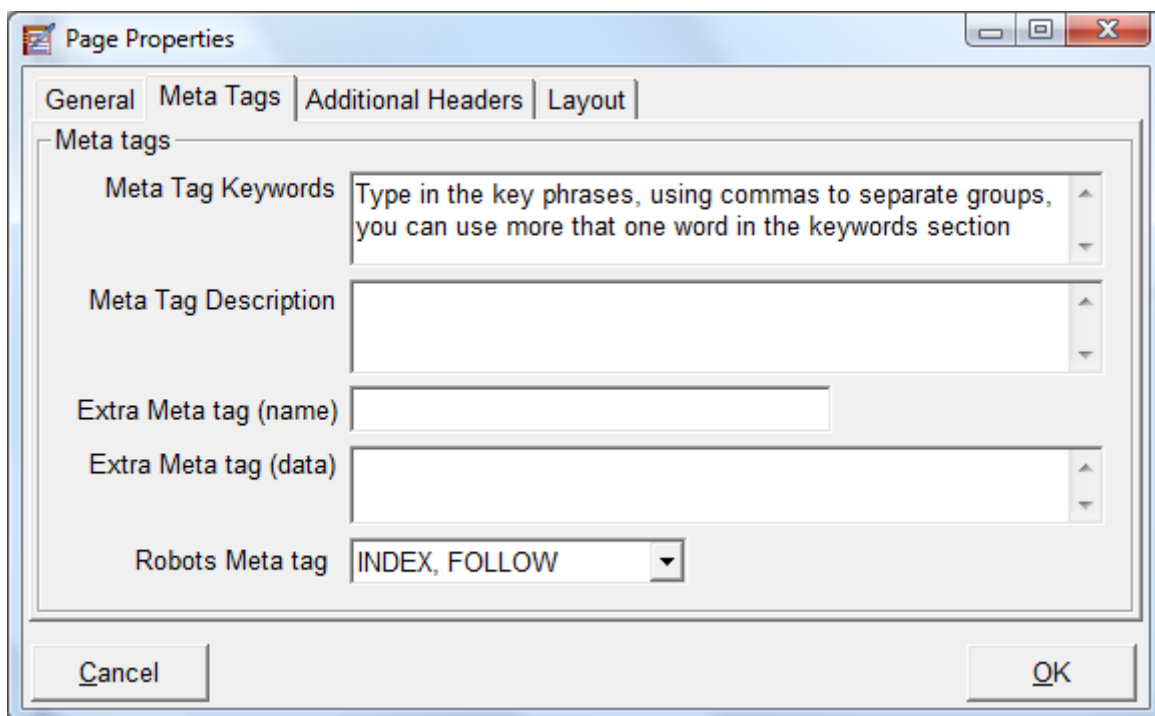 Page Properties
General Meta Tags Additional Headers Layout
Meta tags
Meta Tag Keywords
Type in the key phrases, using commas to separate groups,
you can use more that one word in the keywords section
Meta Tag Description
Extra Meta tag (name)
Extra Meta tag (data)
Robots Meta tag INDEX, FOLLOW
Cancel OK